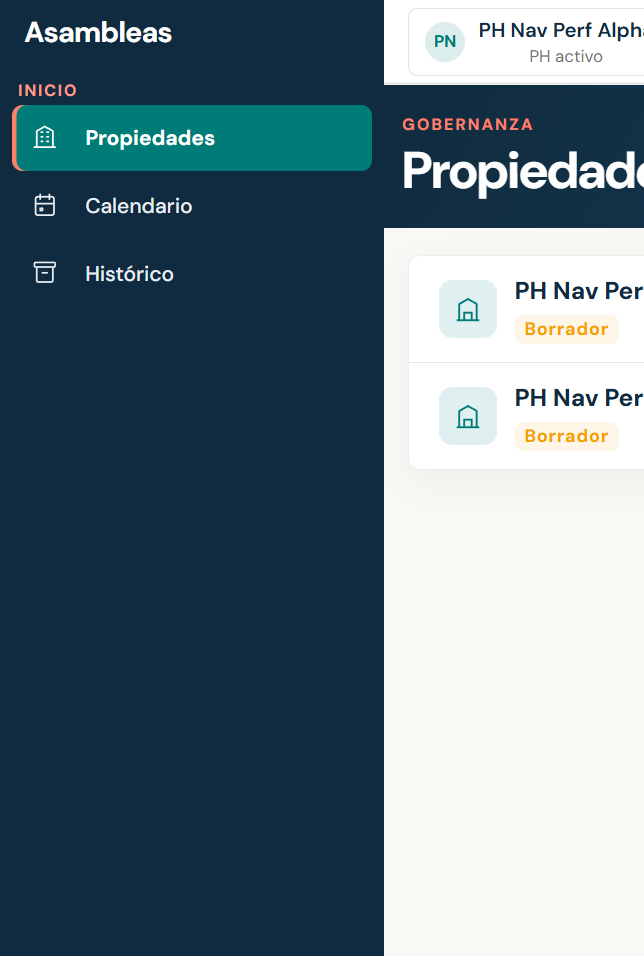 Asambleas
INICIO
Propiedades
Calendario
Histórico
PN
PH Nav Perf Alpha
PH activo
GOBERNANZA
Propiedade
PH Nav Per
Borrador
PH Nav Per
Borrador